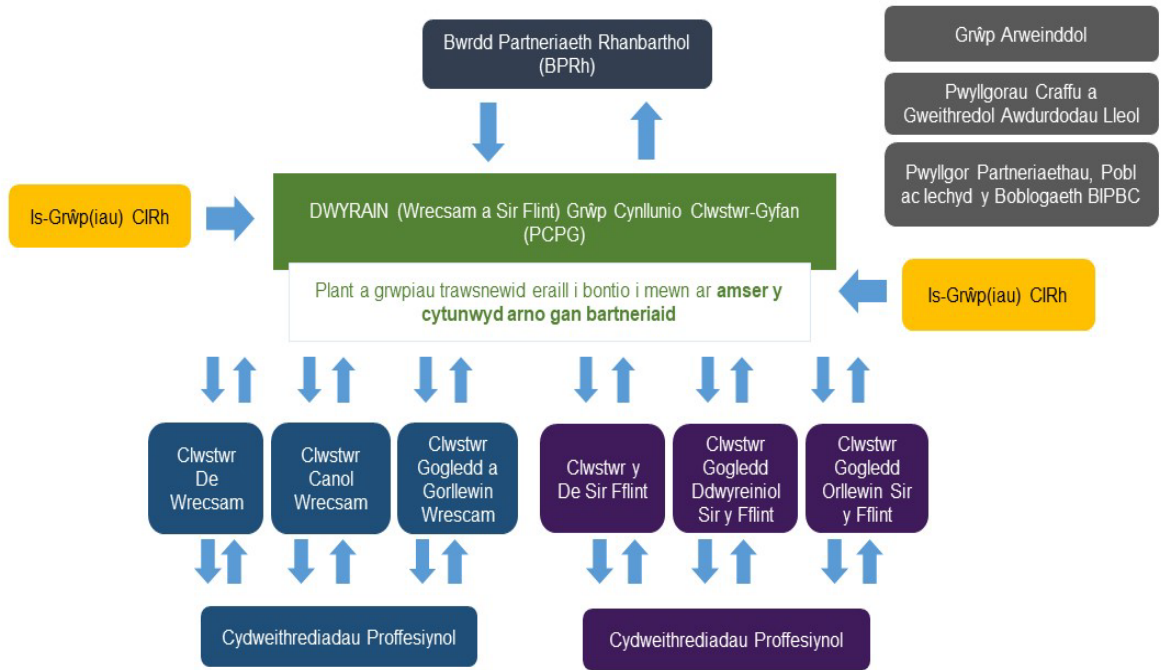 Bwrdd Partneriaeth Rhanbarthol
(BPRh)
Grŵp Arweinddol
Pwyllgorau Craffu a
Gweithredol Awdurdodau Lleol
Pwyllgor Partneriaethau, Pobl
ac Iechyd y Boblogaeth BIPBC
Is-Grŵp(iau) CIRh
DWYRAIN (Wrecsam a Sir Flint) Grŵp Cynllunio Clwstwr-Gyfan
(PCPG)
Plant a grwpiau trawsnewid eraill i bontio i mewn ar amser y
cytunwyd arno gan bartneriaid
Is-Grŵp(iau) CIRh
Clwstwr
De
Wrecsam
Clwstwr
Canol
Wrecsam
Clwstwr
Gogledd a
Gorllewin
Wrescam
Clwstwr y
De Sir Fflint
Clwstwr
Gogledd
Ddwyreiniol
Sir y Fflint
Clwstwr
Gogledd
Orllewin Sir
y Fflint
Cydweithrediadau Proffesiynol
Cydweithrediadau Proffesiynol